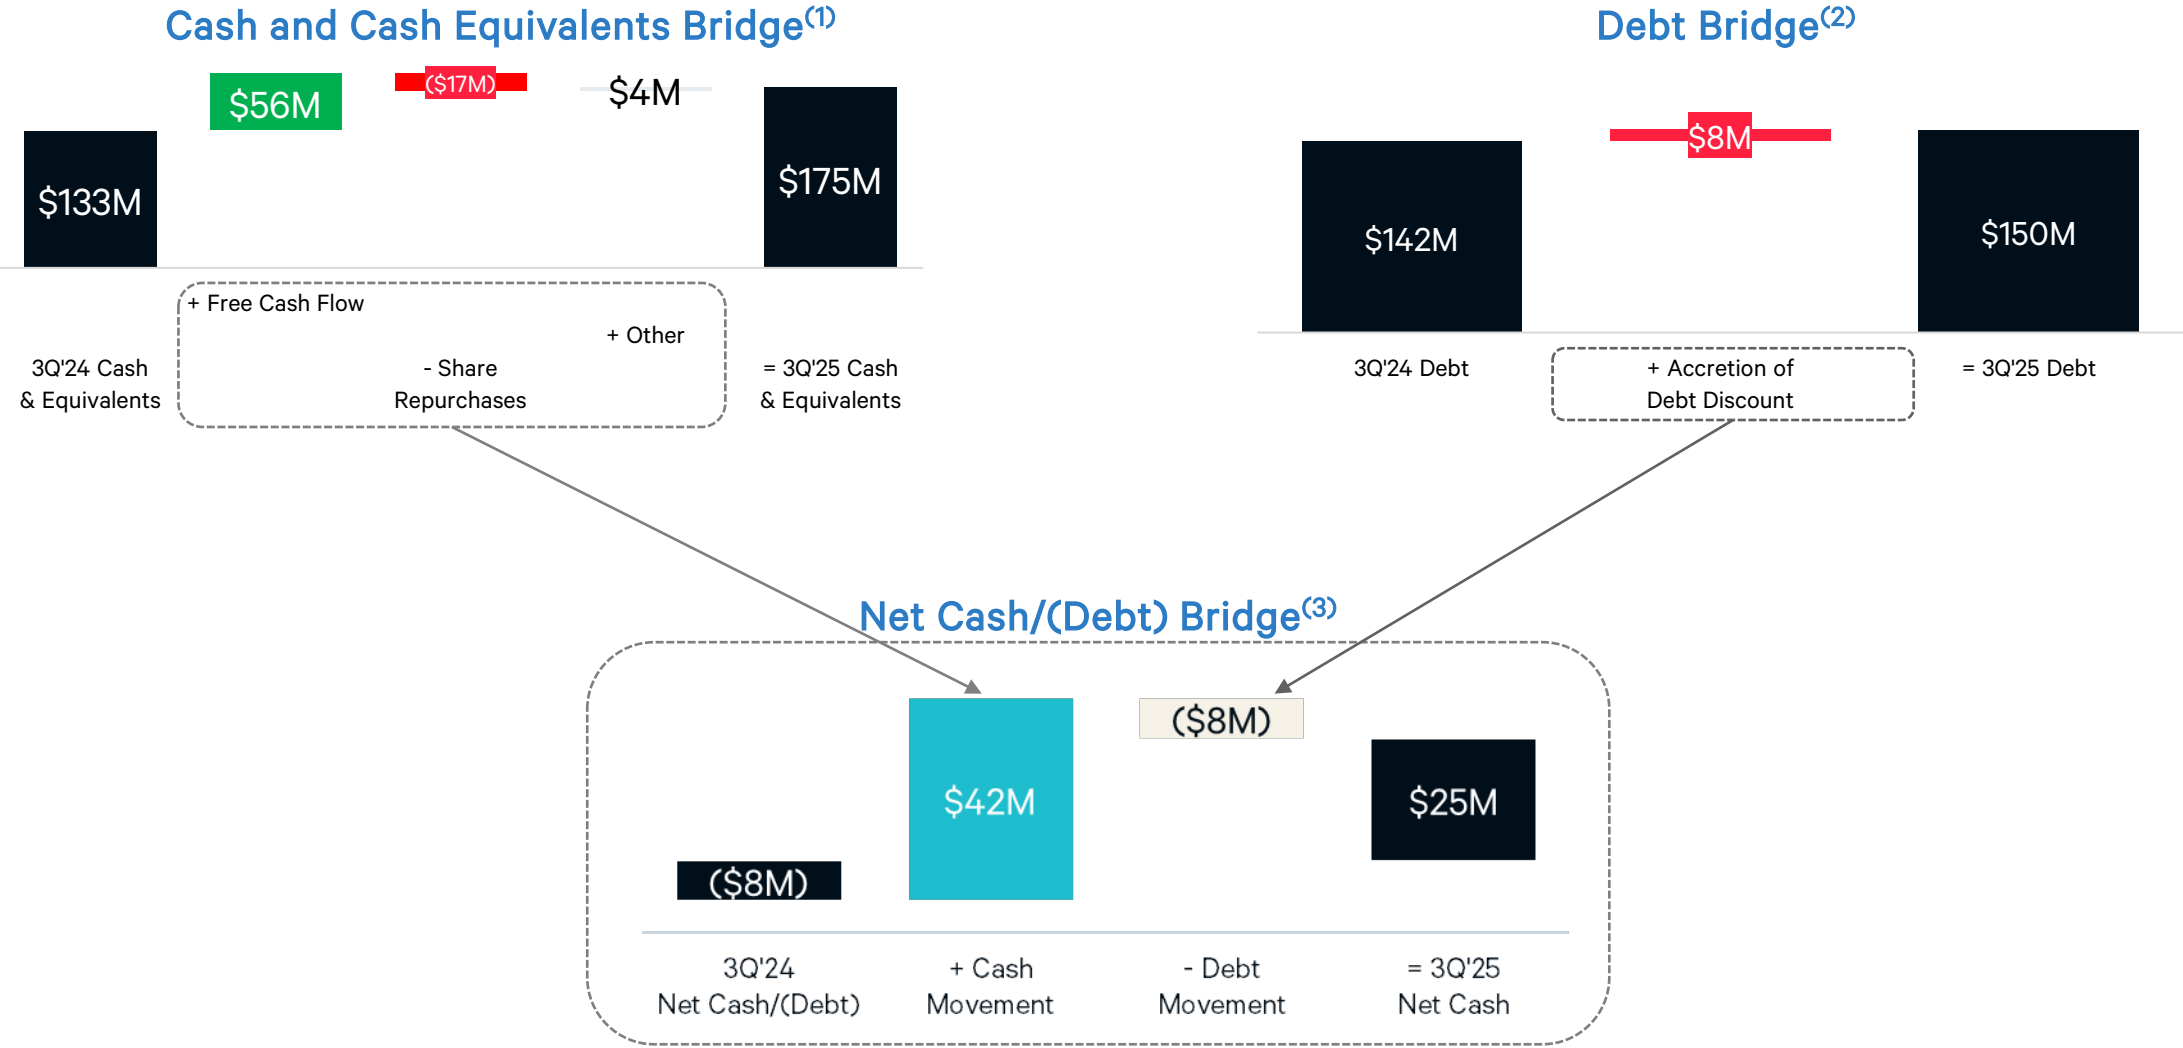 Cash and Cash Equivalents Bridge(1)
$133M
$56M
($17M)
$4M
$175M
3Q'24 Cash
& Equivalents
+ Free Cash Flow
- Share
Repurchases
+ Other
= 3Q'25 Cash
& Equivalents
Debt Bridge(2)
$142M
$8M
$150M
3Q'24 Debt
+ Accretion of
Debt Discount
= 3Q'25 Debt
Net Cash/(Debt) Bridge(3)
($8M)
$42M
($8M)
$25M
3Q'24
Net Cash/(Debt)
+ Cash
Movement
- Debt
Movement
= 3Q'25
Net Cash